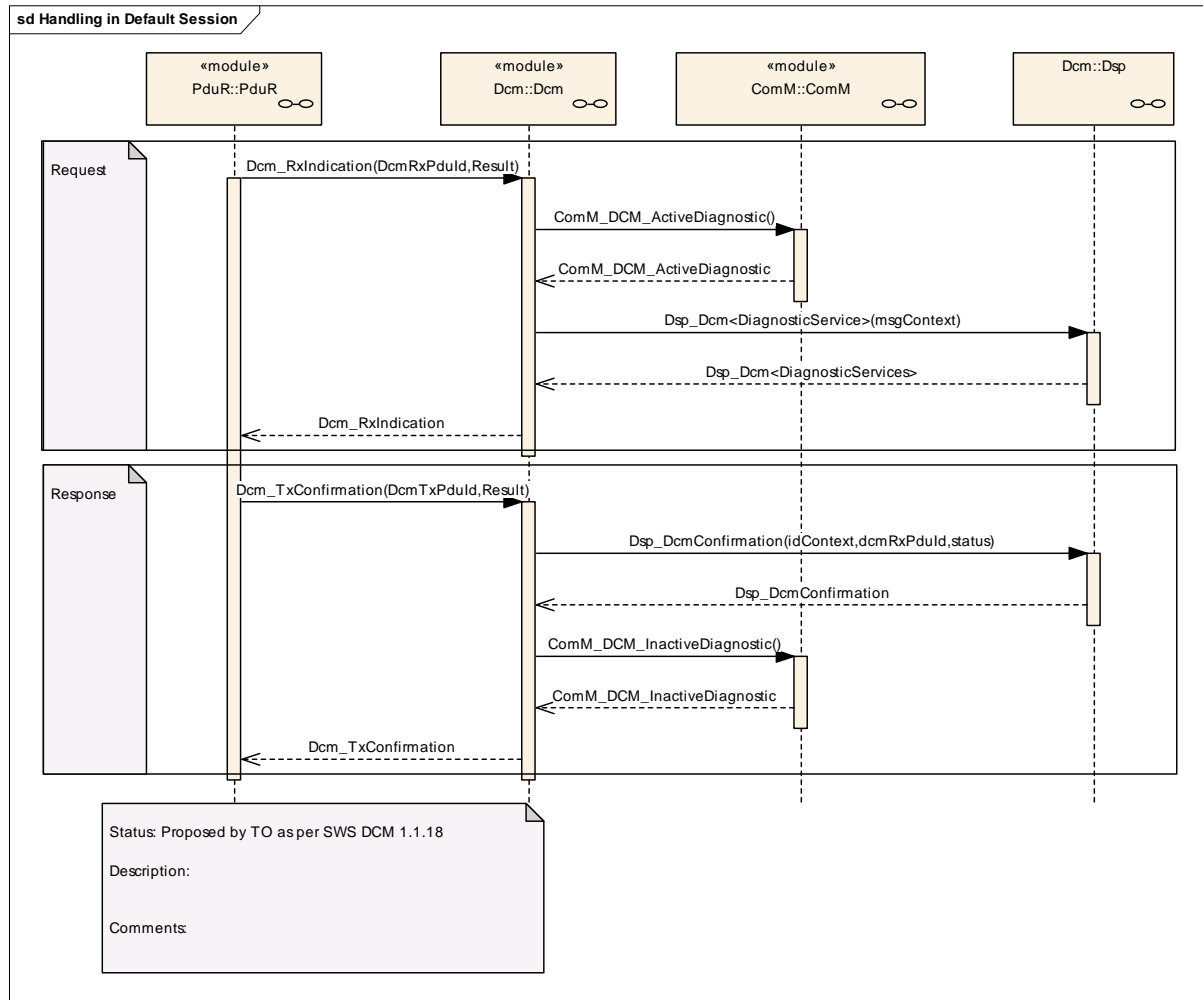 sd Handling in Default Session
«module»
PduR::PduR
«module»
Dcm::Dcm
«module»
ComM::ComM
Dcm::Dsp
Request
Dcm_RxIndication(DcmRxPduId,Result)
ComM_DCM_ActiveDiagnostic()
ComM_DCM_ActiveDiagnostic
Dsp_Dcm<DiagnosticService>(msgContext)
Dsp_Dcm<DiagnosticServices>
Dcm_RxIndication
Response
Dcm_TxConfirmation(DcmTxPduId,Result)
Dsp_DcmConfirmation(idContext,dcmRxPduId,status)
Dsp_DcmConfirmation
ComM_DCM_InactiveDiagnostic()
ComM_DCM_InactiveDiagnostic
Dcm_TxConfirmation
Status: Proposed by TO as per SWS DCM 1.1.18
Description:
Comments: